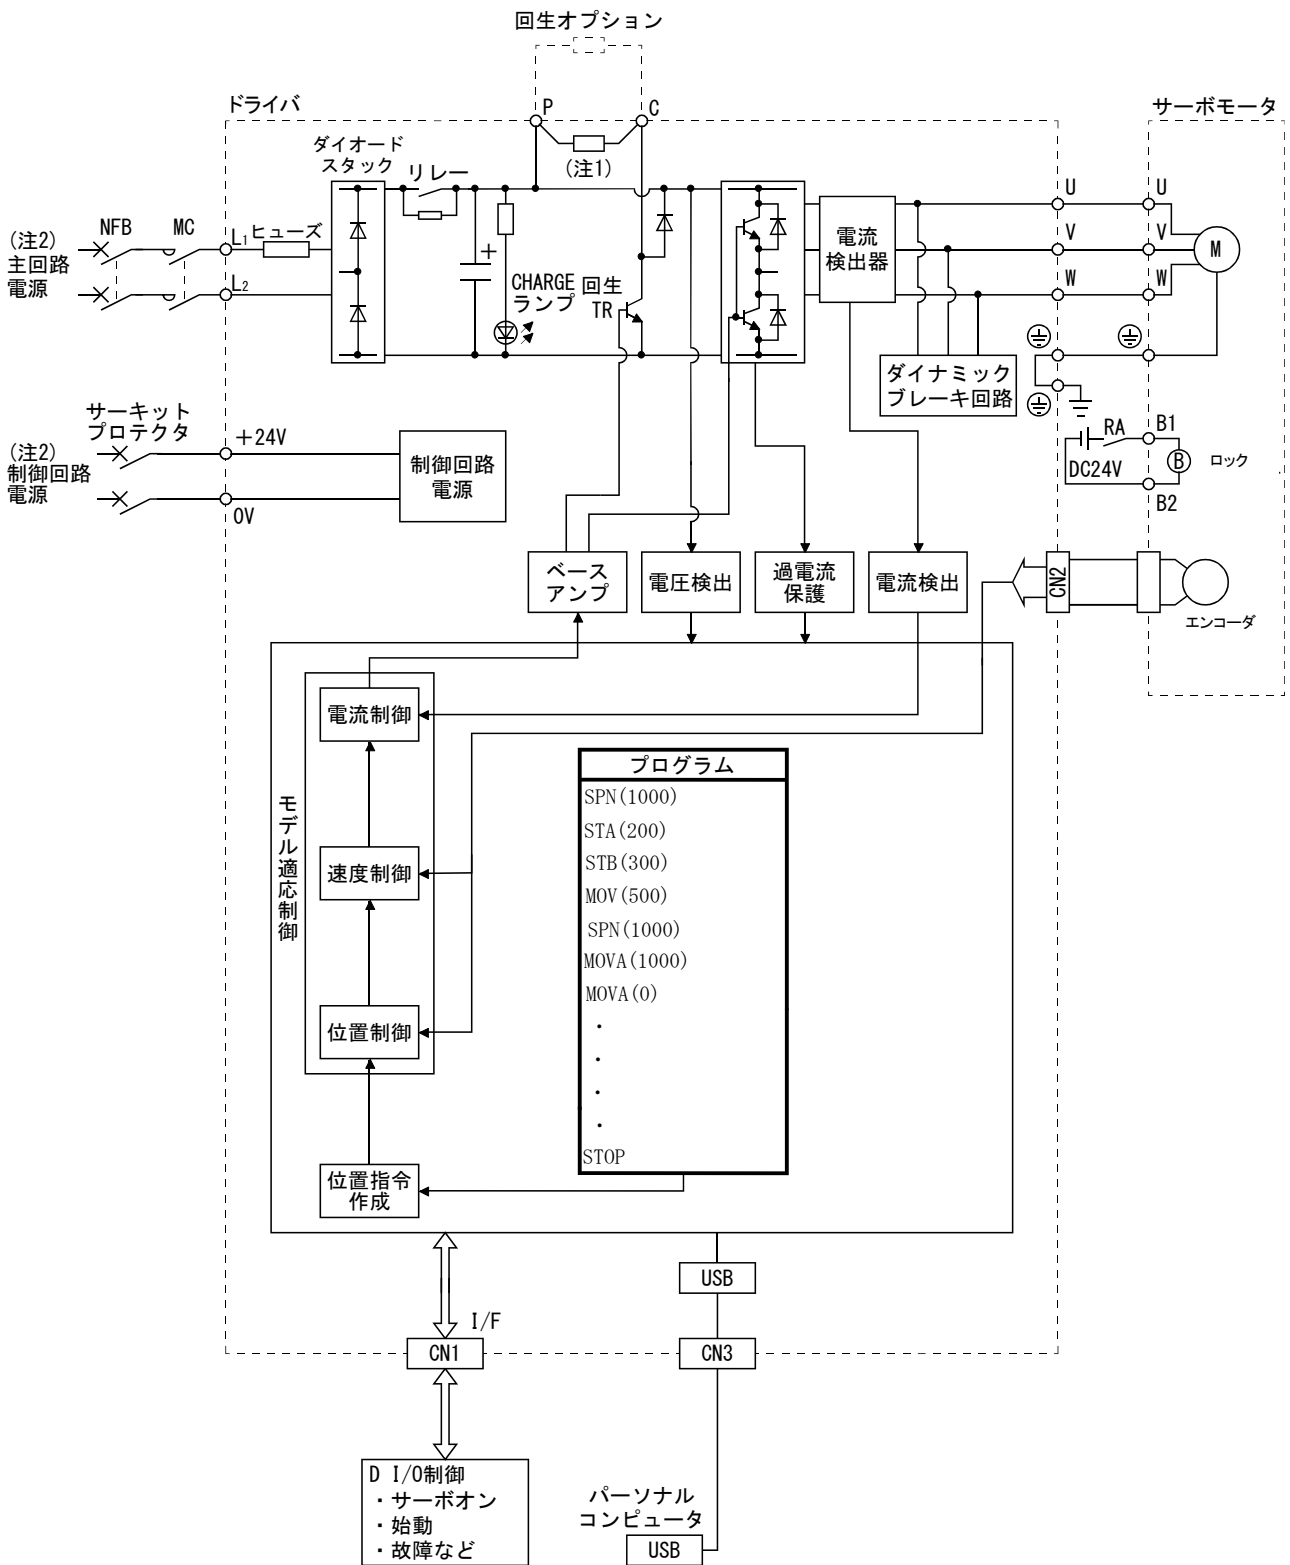 回生オプション
ドライバ
P
C
サーボモータ
ダイオード
スタック
リレー
(注1)
U
U
NFB
MC
L1
ヒューズ
V
V
(注2)
主回路
電源
電流
検出器
M
L2
+
CHARGE
ランプ
回生
TR
W
W
ダイナミック
ブレーキ回路
サーキット
プロテクタ
+24V
RA
B1
(注2)
制御回路
電源
制御回路
電源
DC24V
B
ロック
0V
B2
ベース
アンプ
電圧検出
過電流
保護
電流検出
CN2
エンコーダ
電流制御
プログラム
SPN(1000)
STA(200)
STB(300)
MOV(500)
SPN(1000)
MOVA(1000)
MOVA(0)
・
・
・
・
STOP
モデル適応制御
速度制御
位置制御
位置指令
作成
USB
I/F
CN1
CN3
D I/O制御
・サーボオン
・始動
・故障など
パーソナル
コンピュータ
USB